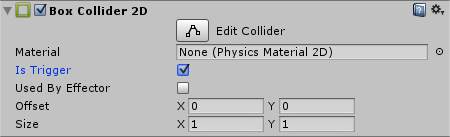 Box Collider 2D
Edit Collider
Material None (Physics Material 2D)
Is Trigger
Used By Effector
Offset X 0 Y 0
Size X 1 Y 1